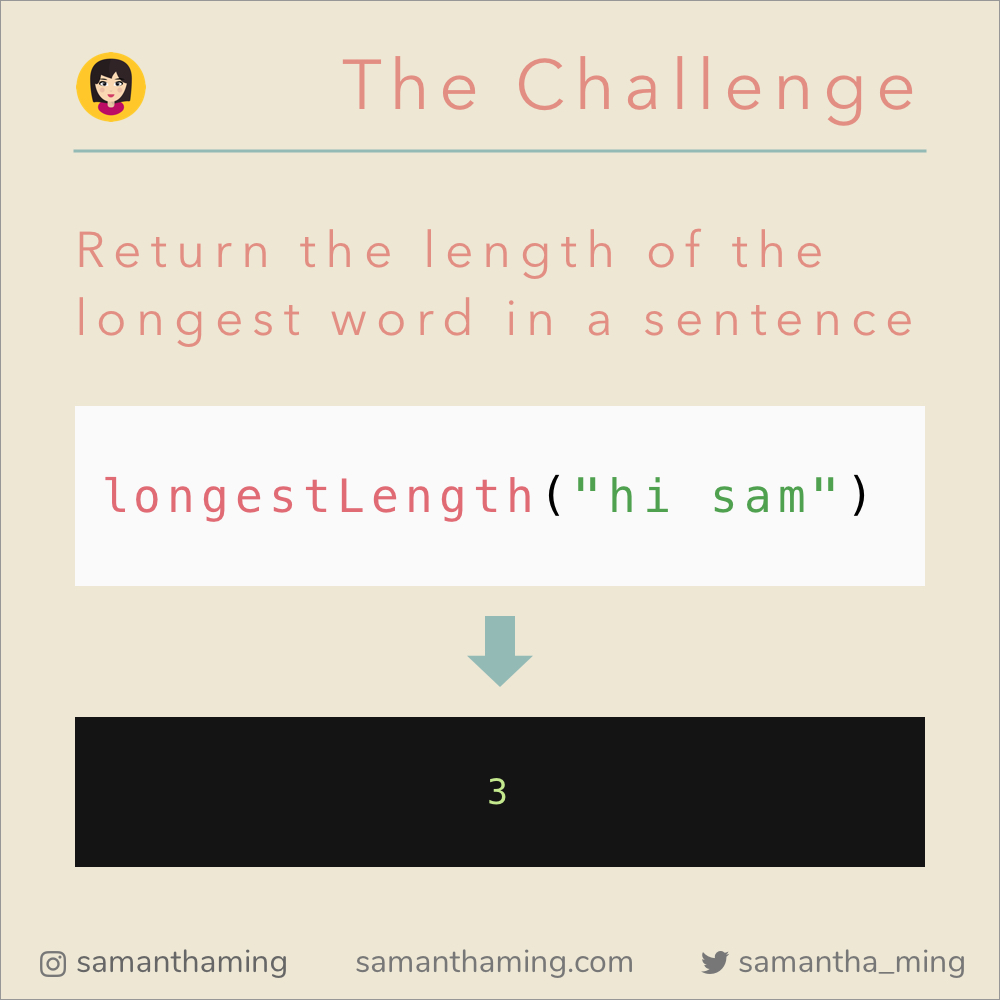 The Challenge
Return the length of the
longest word in a sentence
longestLength("hi sam")
3
samanthaming samanthaming.com samantha_ming